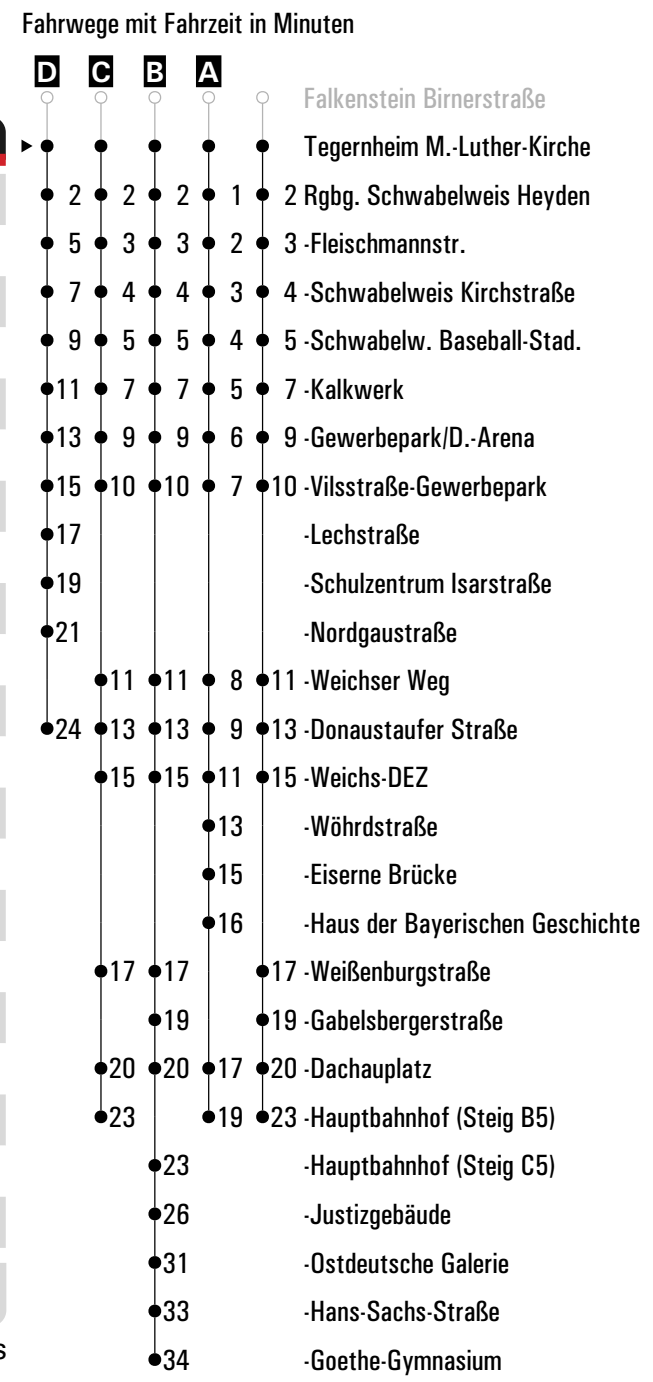 Fahrwege mit Fahrzeit in Minuten
D C B A
Falkenstein Birnerstraße
Tegernheim M.-Luther-Kirche
2 2 2 1 2 Rgbg. Schwabelweis Heyden
5 3 3 2 3 -Fleischmannstr.
7 4 4 3 4 -Schwabelweis Kirchstraße
9 5 5 4 5 -Schwabelw. Baseball-Stad.
11 7 7 5 7 -Kalkwerk
13 9 9 6 9 -Gewerbepark/D.-Arena
15 10 10 7 10 -Vilsstraße-Gewerbepark
17 -Lechstraße
19 -Schulzentrum Isarstraße
21 -Nordgaustraße
11 11 8 11 -Weichser Weg
24 13 13 9 13 -Donaustaufer Straße
15 15 11 15 -Weichs-DEZ
13 -Wöhrdstraße
15 -Eiserne Brücke
16 -Haus der Bayerischen Geschichte
17 17 17 -Weißenburgstraße
19 19 -Gabelsbergerstraße
20 20 17 20 -Dachauplatz
23 19 23 -Hauptbahnhof (Steig B5)
23 -Hauptbahnhof (Steig C5)
26 -Justizgebäude
31 -Ostdeutsche Galerie
33 -Hans-Sachs-Straße
s
34 -Goethe-Gymnasium